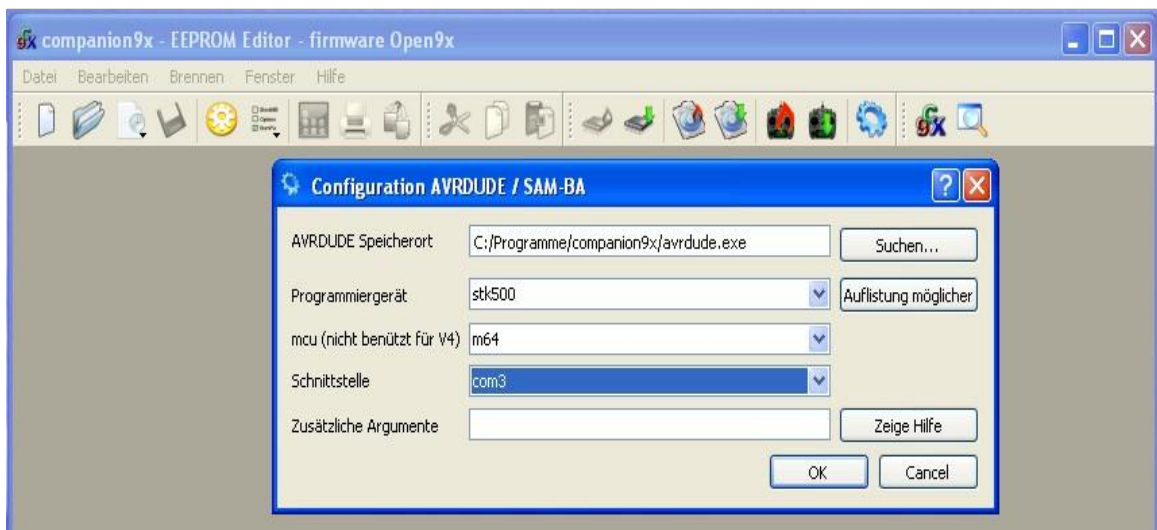 companion9x - EEPROM Editor - firmware Open9x
Datei Bearbeiten Brennen Fenster Hilfe
Configuration AVRDUDE / SAM-BA
AVRDUDE Speicherort C:/Programme/companion9x/avrdude.exe Suchen...
Programmiergerät stk500 Auflistung möglicher
mcu (nicht benützt für V4) m64
Schnittstelle com3
Zusätzliche Argumente Zeige Hilfe
OK Cancel